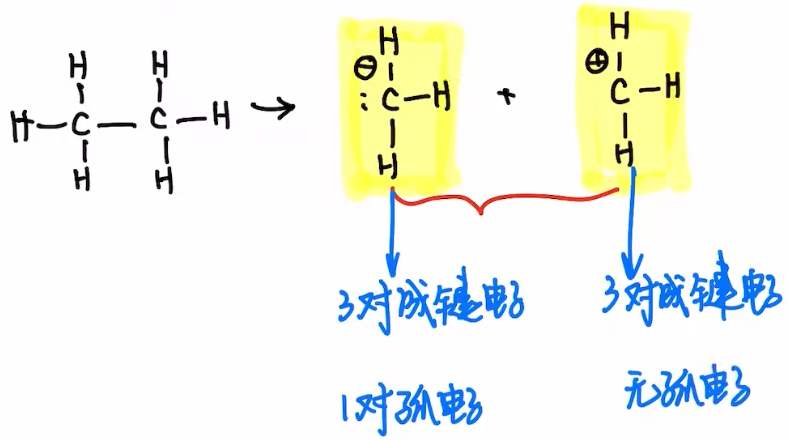 H H H H
H—C—C—H → ⊖:C—H + ⊕C—H
H H H H
3对成键电子 3对成键电子
1对孤电子 无孤电子